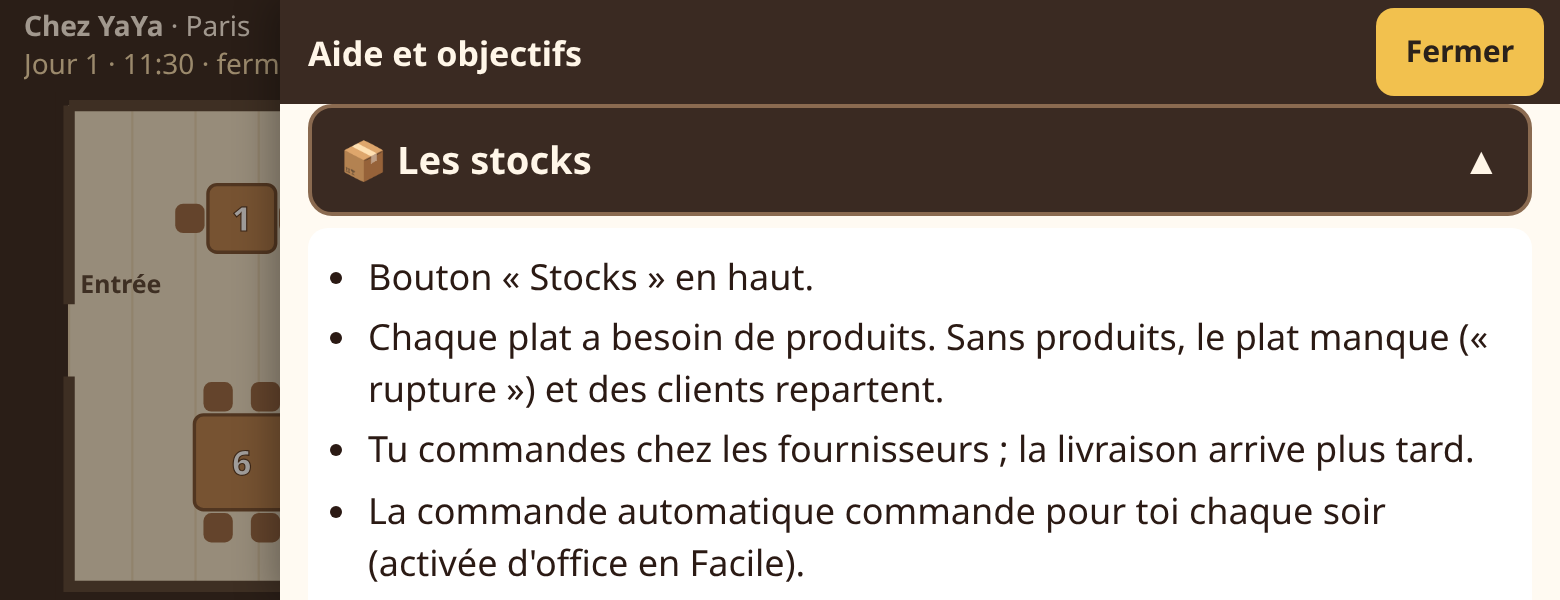 Chez YaYa · Paris
Jour 1 · 11:30 · ferm
Aide et objectifs
Fermer
1
Entrée
6
📦 Les stocks ▲
• Bouton « Stocks » en haut.
• Chaque plat a besoin de produits. Sans produits, le plat manque («
rupture ») et des clients repartent.
• Tu commandes chez les fournisseurs ; la livraison arrive plus tard.
• La commande automatique commande pour toi chaque soir
(activée d'office en Facile).